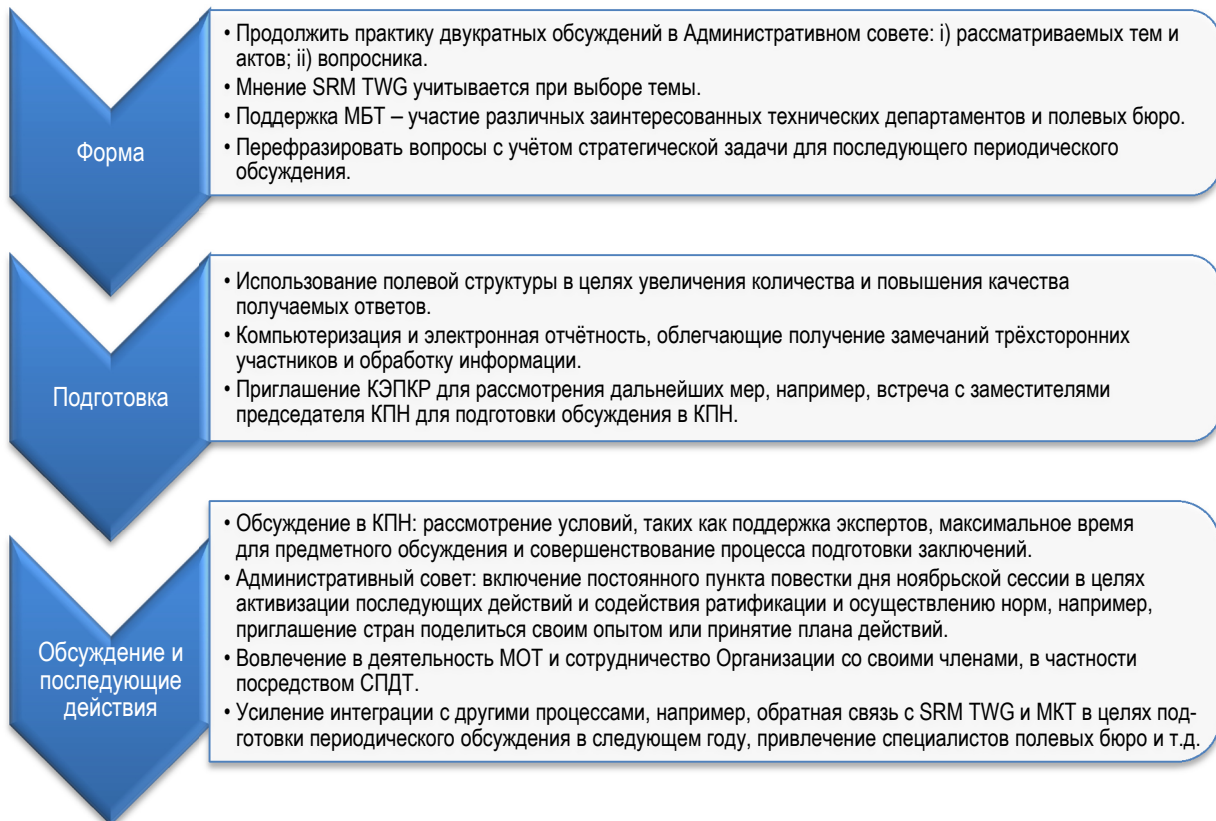 Форма
• Продолжить практику двукратных обсуждений в Административном совете: i) рассматриваемых тем и
актов; ii) вопросника.
• Мнение SRM TWG учитывается при выборе темы.
• Поддержка МБТ – участие различных заинтересованных технических департаментов и полевых бюро.
• Перефразировать вопросы с учётом стратегической задачи для последующего периодического
обсуждения.
Подготовка
• Использование полевой структуры в целях увеличения количества и повышения качества
получаемых ответов.
• Компьютеризация и электронная отчётность, облегчающие получение замечаний трёхсторонних
участников и обработку информации.
• Приглашение КЭПКР для рассмотрения дальнейших мер, например, встреча с заместителями
председателя КПН для подготовки обсуждения в КПН.
Обсуждение и
последующие
действия
• Обсуждение в КПН: рассмотрение условий, таких как поддержка экспертов, максимальное время
для предметного обсуждения и совершенствование процесса подготовки заключений.
• Административный совет: включение постоянного пункта повестки дня ноябрьской сессии в целях
активизации последующих действий и содействия ратификации и осуществлению норм, например,
приглашение стран поделиться своим опытом или принятие плана действий.
• Вовлечение в деятельность МОТ и сотрудничество Организации со своими членами, в частности
посредством СПДТ.
• Усиление интеграции с другими процессами, например, обратная связь с SRM TWG и МКТ в целях под-
готовки периодического обсуждения в следующем году, привлечение специалистов полевых бюро и т.д.